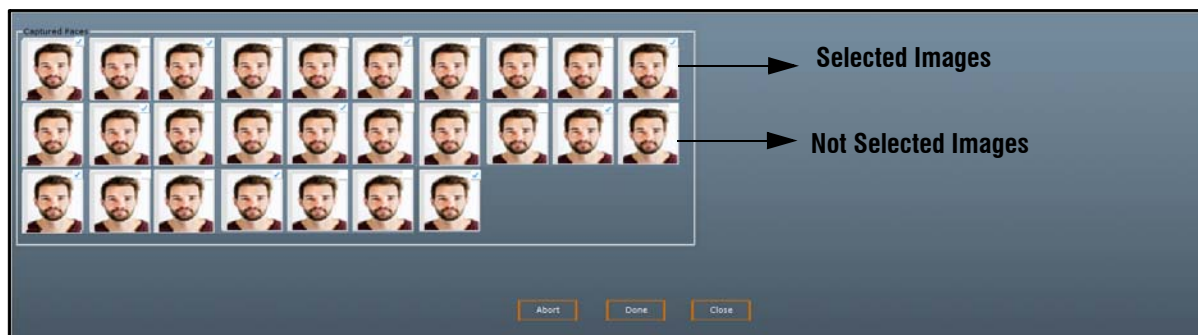 Captured Faces
Selected Images
Not Selected Images
Abort
Done
Close